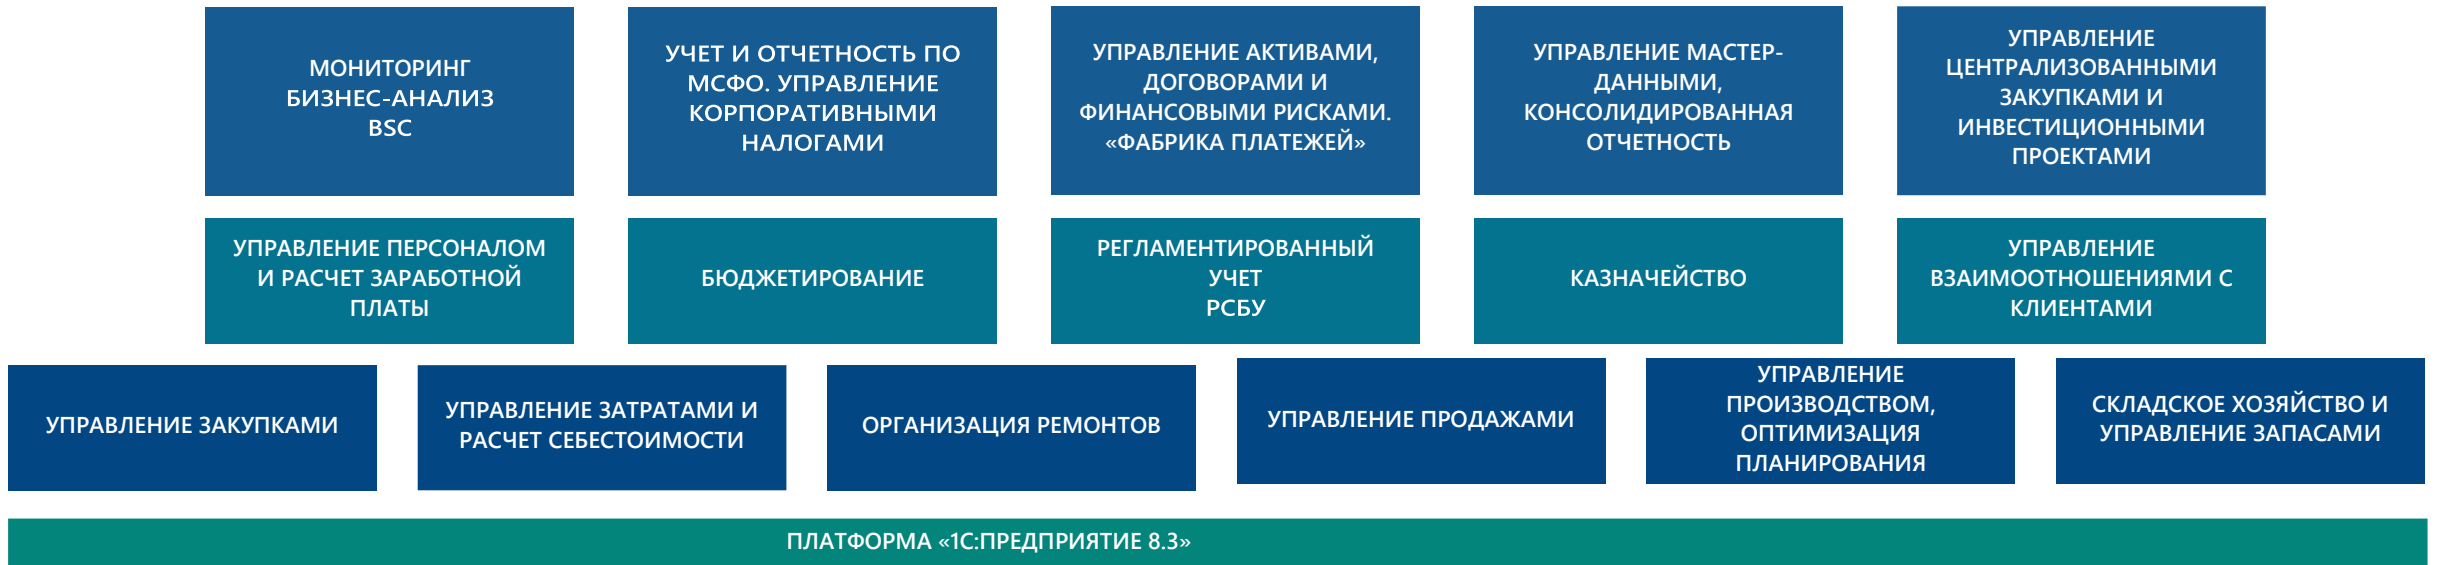 МОНИТОРИНГ
БИЗНЕС-АНАЛИЗ
BSC
УЧЕТ И ОТЧЕТНОСТЬ ПО
МСФО. УПРАВЛЕНИЕ
КОРПОРАТИВНЫМИ
НАЛОГАМИ
УПРАВЛЕНИЕ АКТИВАМИ,
ДОГОВОРАМИ И
ФИНАНСОВЫМИ РИСКАМИ.
«ФАБРИКА ПЛАТЕЖЕЙ»
УПРАВЛЕНИЕ МАСТЕР-
ДАННЫМИ,
КОНСОЛИДИРОВАННАЯ
ОТЧЕТНОСТЬ
УПРАВЛЕНИЕ
ЦЕНТРАЛИЗОВАННЫМИ
ЗАКУПКАМИ И
ИНВЕСТИЦИОННЫМИ
ПРОЕКТАМИ
УПРАВЛЕНИЕ ПЕРСОНАЛОМ
И РАСЧЕТ ЗАРАБОТНОЙ
ПЛАТЫ
БЮДЖЕТИРОВАНИЕ
РЕГЛАМЕНТИРОВАННЫЙ
УЧЕТ
РСБУ
КАЗНАЧЕЙСТВО
УПРАВЛЕНИЕ
ВЗАИМООТНОШЕНИЯМИ С
КЛИЕНТАМИ
УПРАВЛЕНИЕ ЗАКУПКАМИ
УПРАВЛЕНИЕ ЗАТРАТАМИ И
РАСЧЕТ СЕБЕСТОИМОСТИ
ОРГАНИЗАЦИЯ РЕМОНТОВ
УПРАВЛЕНИЕ ПРОДАЖАМИ
УПРАВЛЕНИЕ
ПРОИЗВОДСТВОМ,
ОПТИМИЗАЦИЯ
ПЛАНИРОВАНИЯ
СКЛАДСКОЕ ХОЗЯЙСТВО И
УПРАВЛЕНИЕ ЗАПАСАМИ
ПЛАТФОРМА «1С:ПРЕДПРИЯТИЕ 8.3»